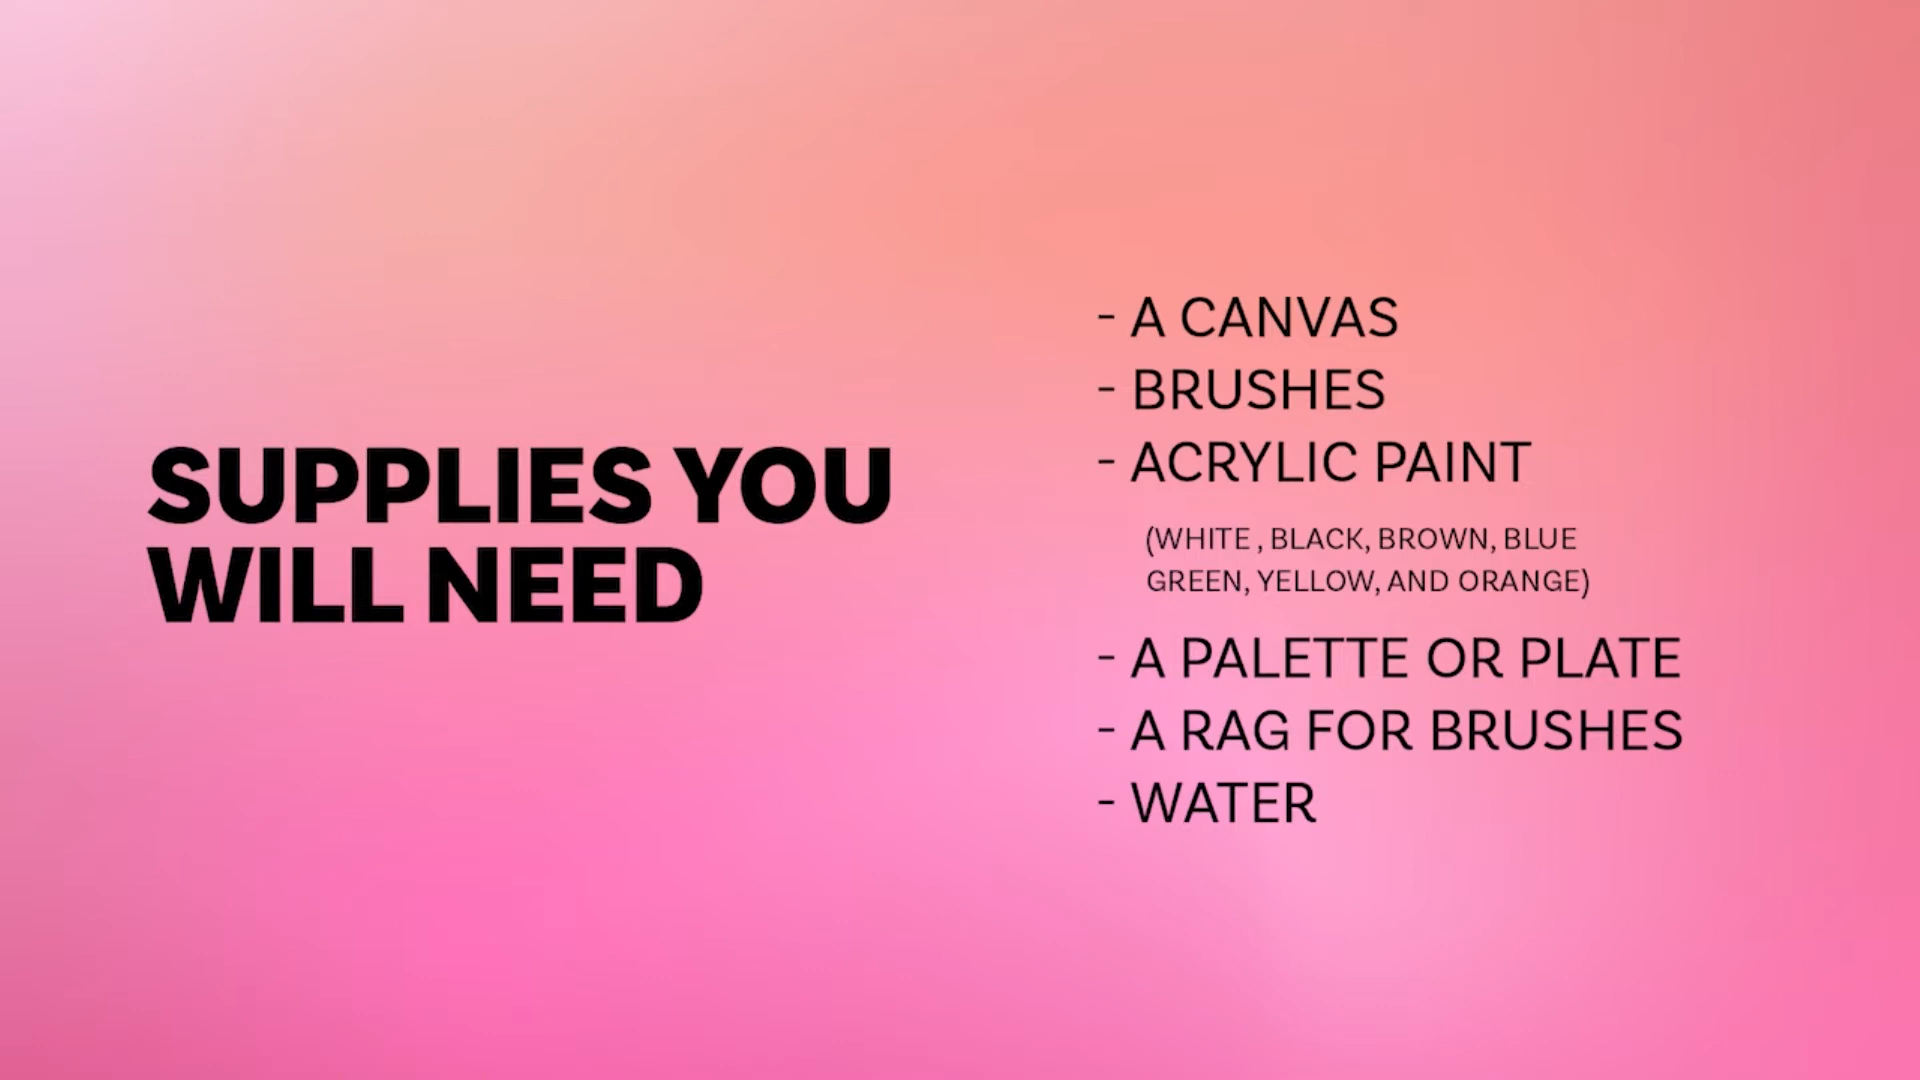 SUPPLIES YOU
WILL NEED
- A CANVAS
- BRUSHES
- ACRYLIC PAINT
(WHITE , BLACK, BROWN, BLUE
GREEN, YELLOW, AND ORANGE)
- A PALETTE OR PLATE
- A RAG FOR BRUSHES
- WATER